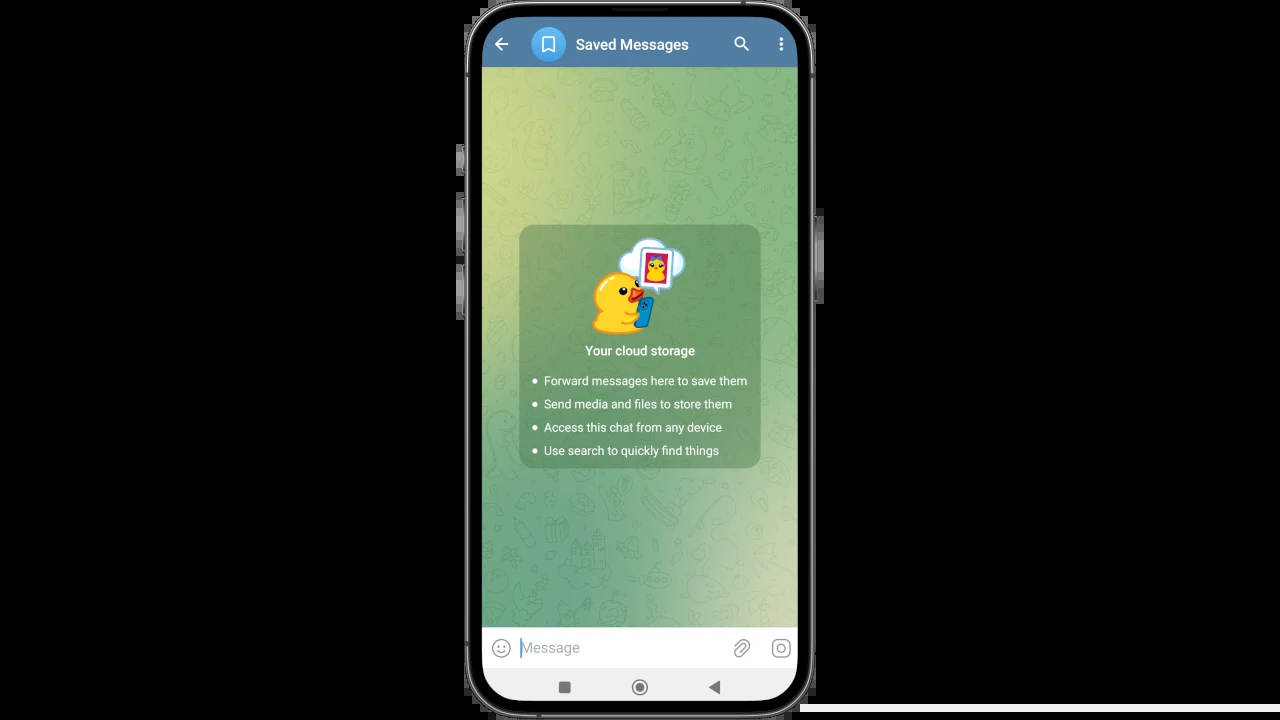 Saved Messages
Your cloud storage
Forward messages here to save them
Send media and files to store them
Access this chat from any device
Use search to quickly find things
Message